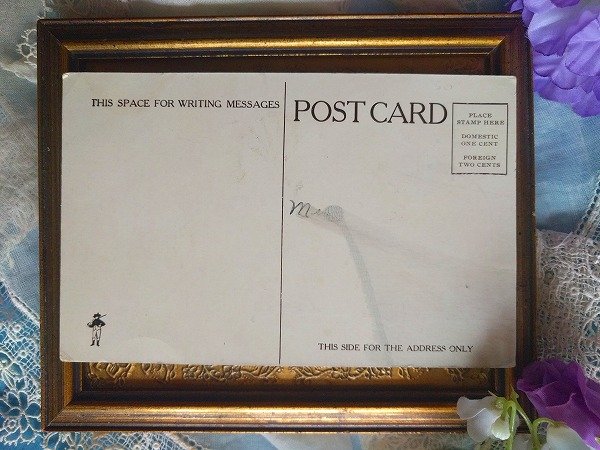 THIS SPACE FOR WRITING MESSAGES
POST CARD
PLACE
STAMP HERE
DOMESTIC
ONE CENT
FOREIGN
TWO CENTS
THIS SIDE FOR THE ADDRESS ONLY